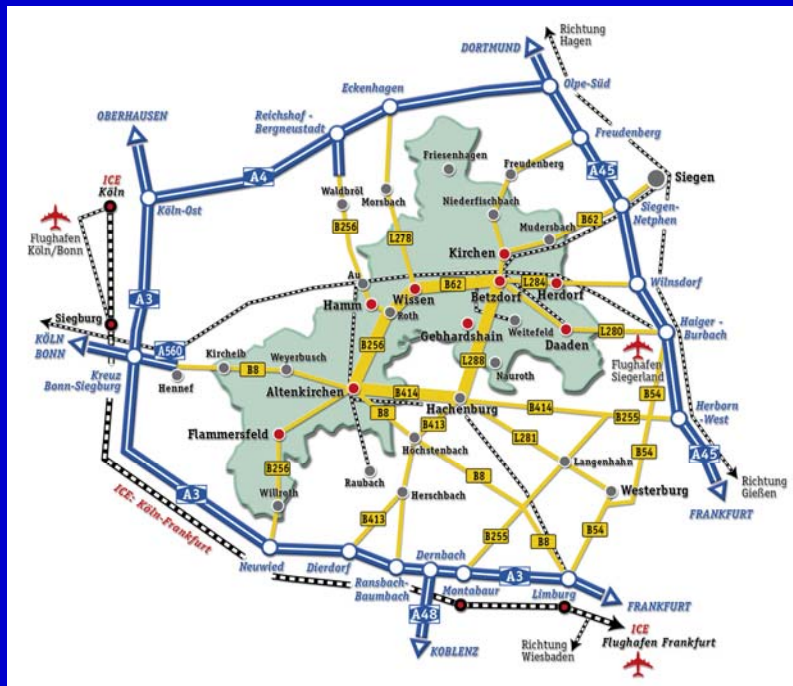 Richtung
Hagen
DORTMUND
Olpe-Süd
Eckenhagen
OBERHAUSEN
Reichshof -
Bergneustadt
Freudenberg
Friesenhagen
Freudenberg
A45
Siegen
A4
ICE
Köln
Waldbröl
Morsbach
Niederfischbach
Köln-Ost
Siegen-
Netphen
B62
Flughafen
Köln/Bonn
B256
L278
Mudersbach
Kirchen
Au
A3
Wissen
B62
Betzdorf
L284
Herdorf
Wilnsdorf
Hamm
Roth
Siegburg
Gebhardshain
Weitefeld
Daaden
L280
Haiger -
Burbach
KÖLN
BONN
A560
Kircheib
Weyerbusch
B256
Flughafen
Siegerland
L288
Nauroth
Kreuz
Bonn-Siegburg
Hennef
B8
Altenkirchen
B414
Hachenburg
B54
B414
B255
Herborn
-West
B8
B413
Flammersfeld
L281
Höchstenbach
B54
A45
B256
Raubach
B8
Langenhahn
Richtung
Gießen
Willroth
Herschbach
Westerburg
FRANKFURT
A3
ICE: Köln-Frankfurt
B413
B255
B54
B8
Neuwied
Dierdorf
Dernbach
A3
Ransbach-
Baumbach
Montabaur
Limburg
A48
FRANKFURT
KOBLENZ
Richtung
Wiesbaden
ICE
Flughafen Frankfurt